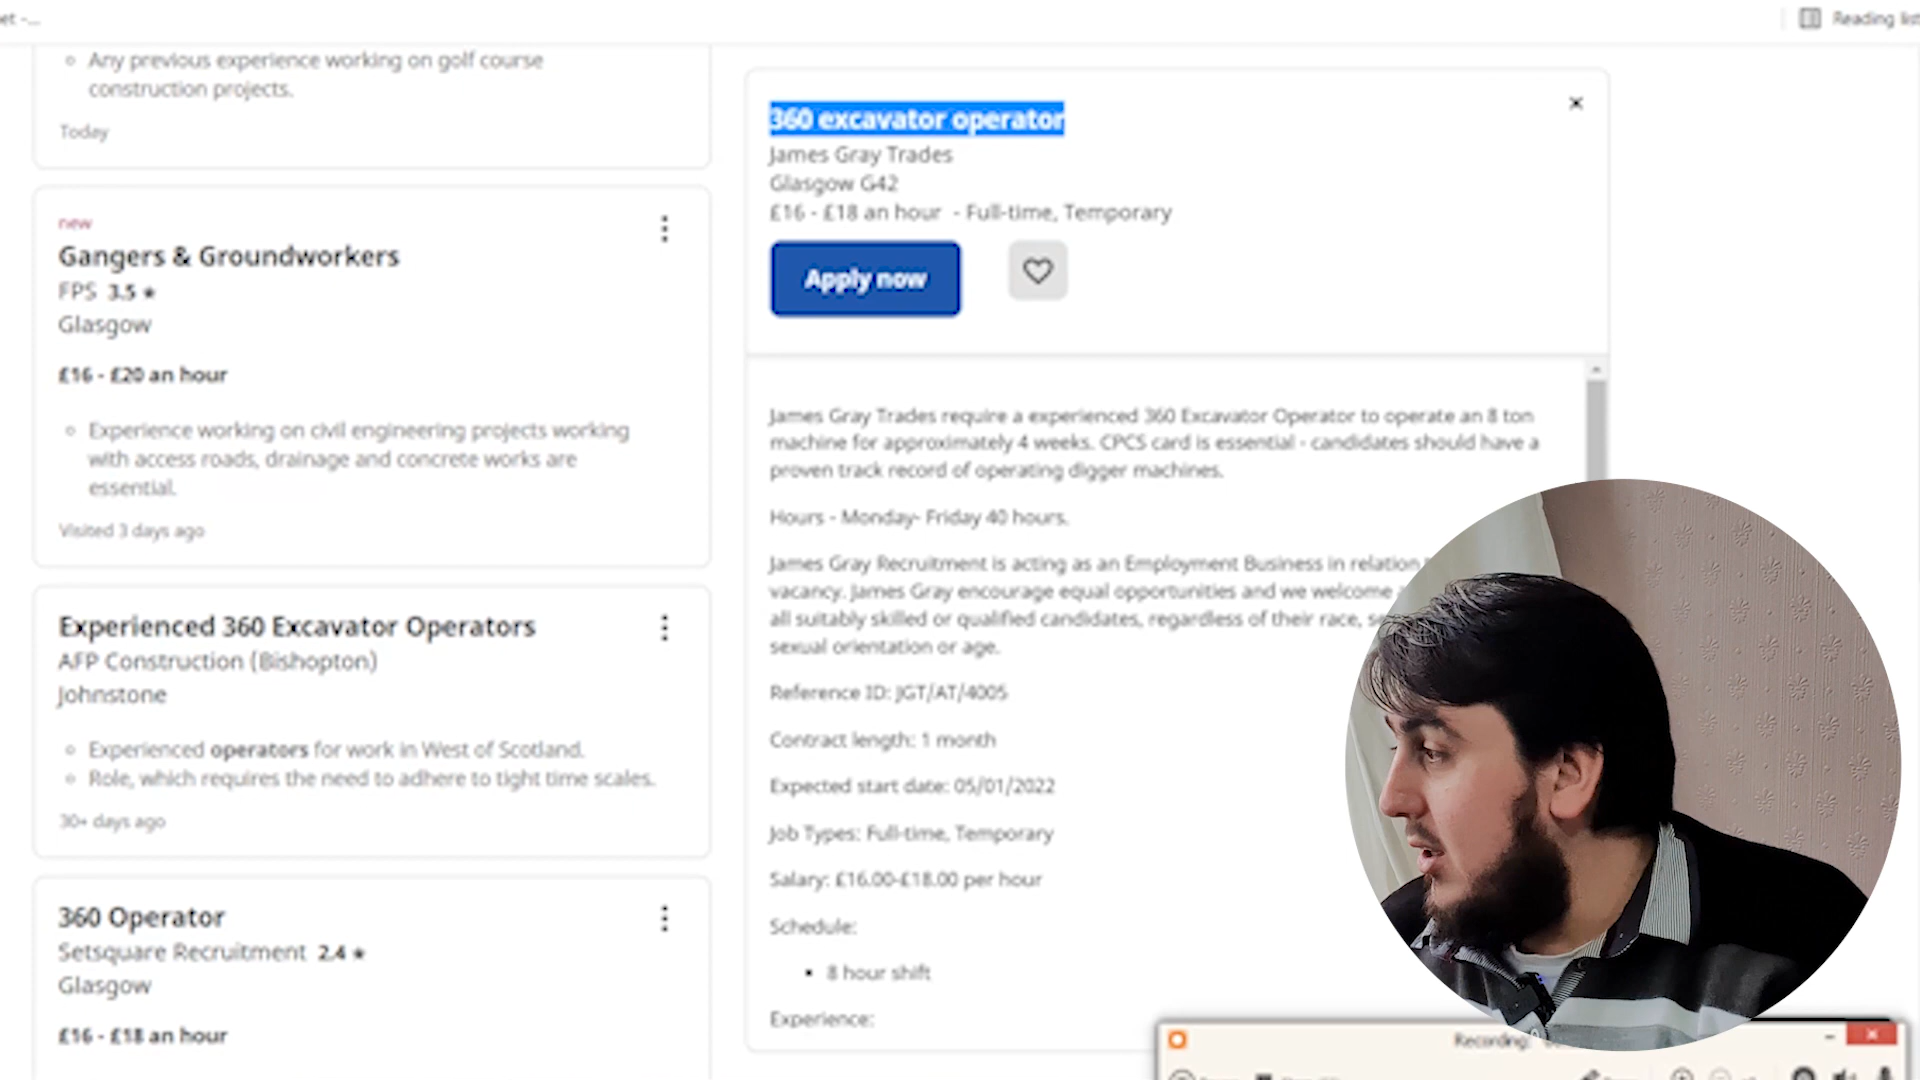 Reading list
Any previous experience working on golf course
construction projects.
Today
new
Gangers & Groundworkers
FPS 3.5 ★
Glasgow
£16 - £20 an hour
Experience working on civil engineering projects working
with access roads, drainage and concrete works are
essential.
Visited 3 days ago
Experienced 360 Excavator Operators
AFP Construction (Bishopton)
Johnstone
Experienced operators for work in West of Scotland.
Role, which requires the need to adhere to tight time scales.
30+ days ago
360 Operator
Setsquare Recruitment 2.4 ★
Glasgow
£16 - £18 an hour
360 excavator operator
James Gray Trades
Glasgow G42
£16 - £18 an hour - Full-time, Temporary
Apply now
James Gray Trades require a experienced 360 Excavator Operator to operate an 8 ton
machine for approximately 4 weeks. CPCS card is essential - candidates should have a
proven track record of operating digger machines.
Hours - Monday- Friday 40 hours.
James Gray Recruitment is acting as an Employment Business in relation
vacancy. James Gray encourage equal opportunities and we welcome
all suitably skilled or qualified candidates, regardless of their race,
sexual orientation or age.
Reference ID: JGT/AT/4005
Contract length: 1 month
Expected start date: 05/01/2022
Job Types: Full-time, Temporary
Salary: £16.00-£18.00 per hour
Schedule:
8 hour shift
Experience:
Recording: